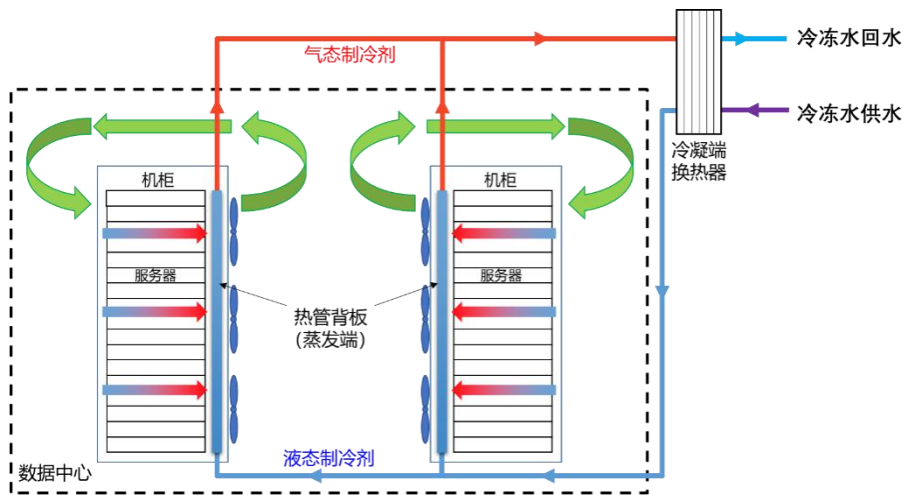 气态制冷剂
冷冻水回水
冷冻水供水
冷凝端
换热器
机柜
机柜
服务器
服务器
热管背板
（蒸发端）
液态制冷剂
数据中心